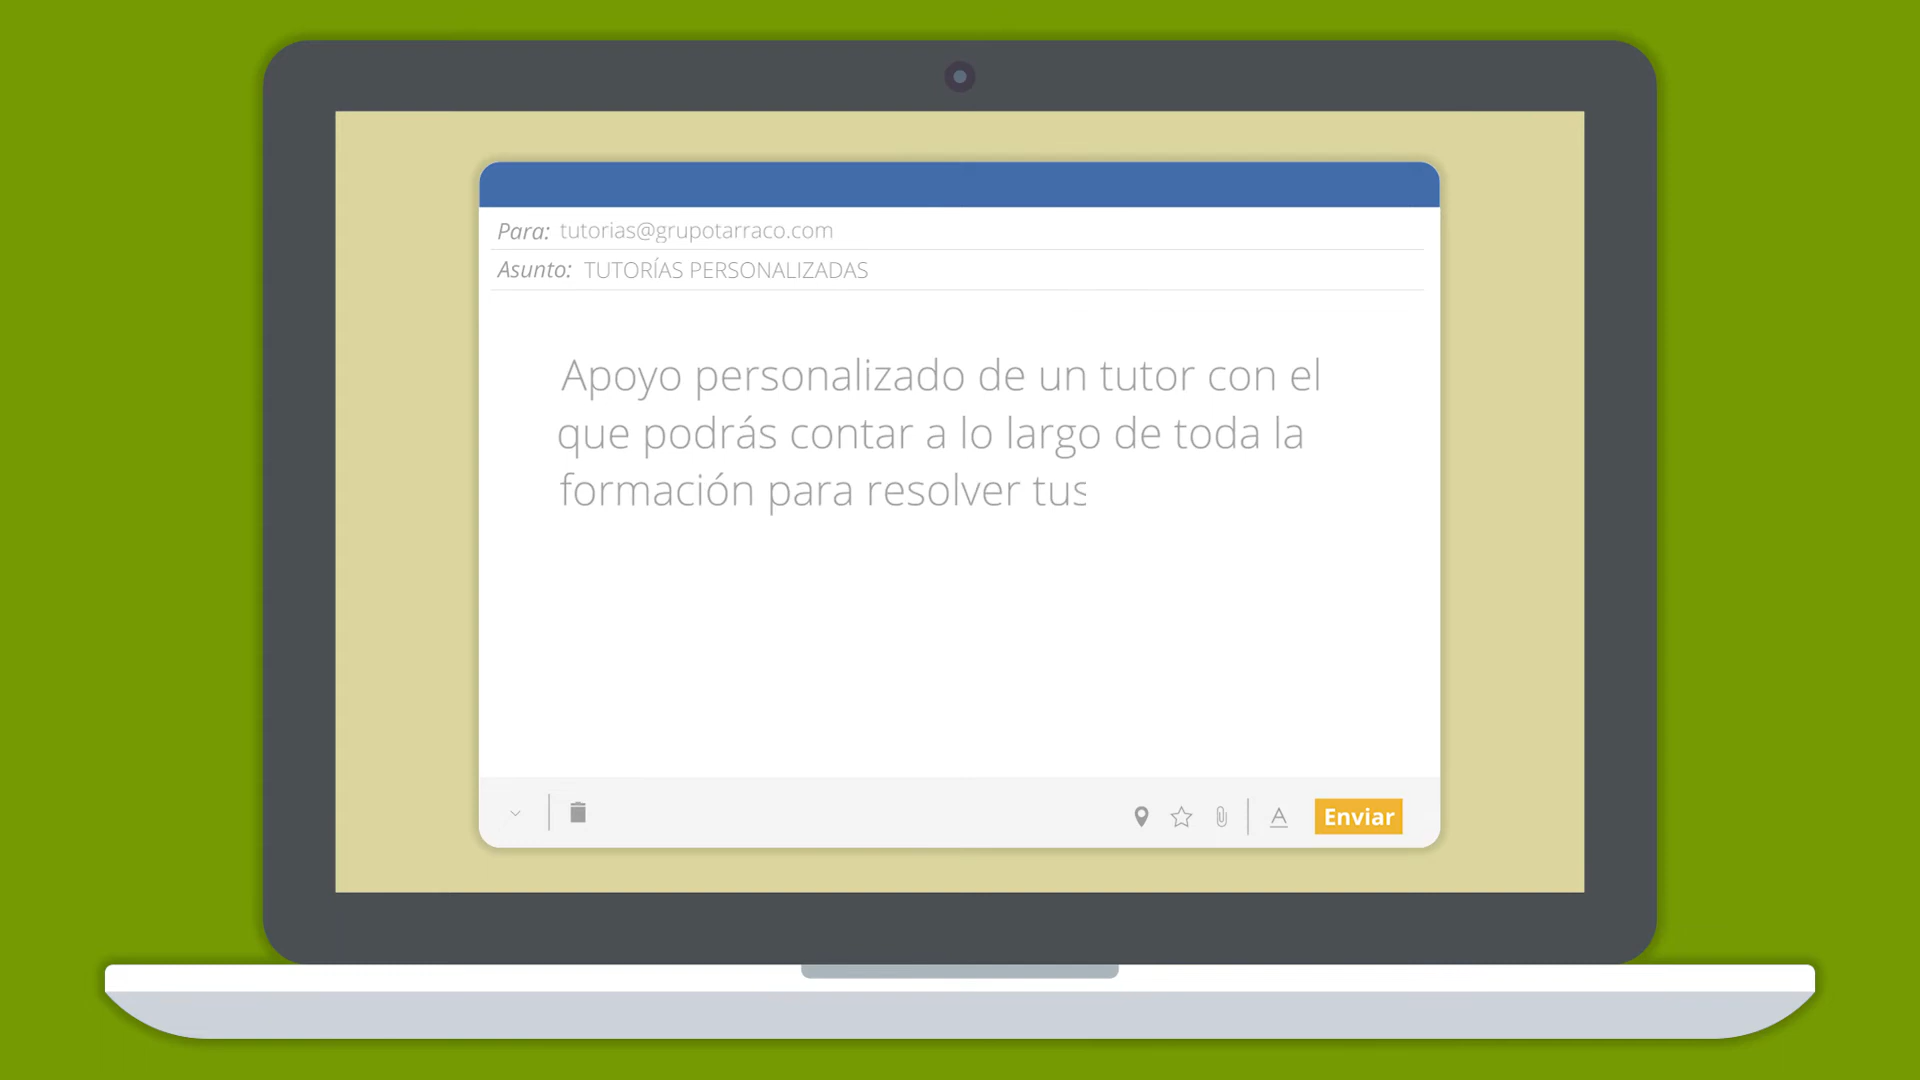 Para: tutorias@grupotarraco.com
Asunto: TUTORÍAS PERSONALIZADAS
Apoyo personalizado de un tutor con el
que podrás contar a lo largo de toda la
formación para resolver tus
A
Enviar